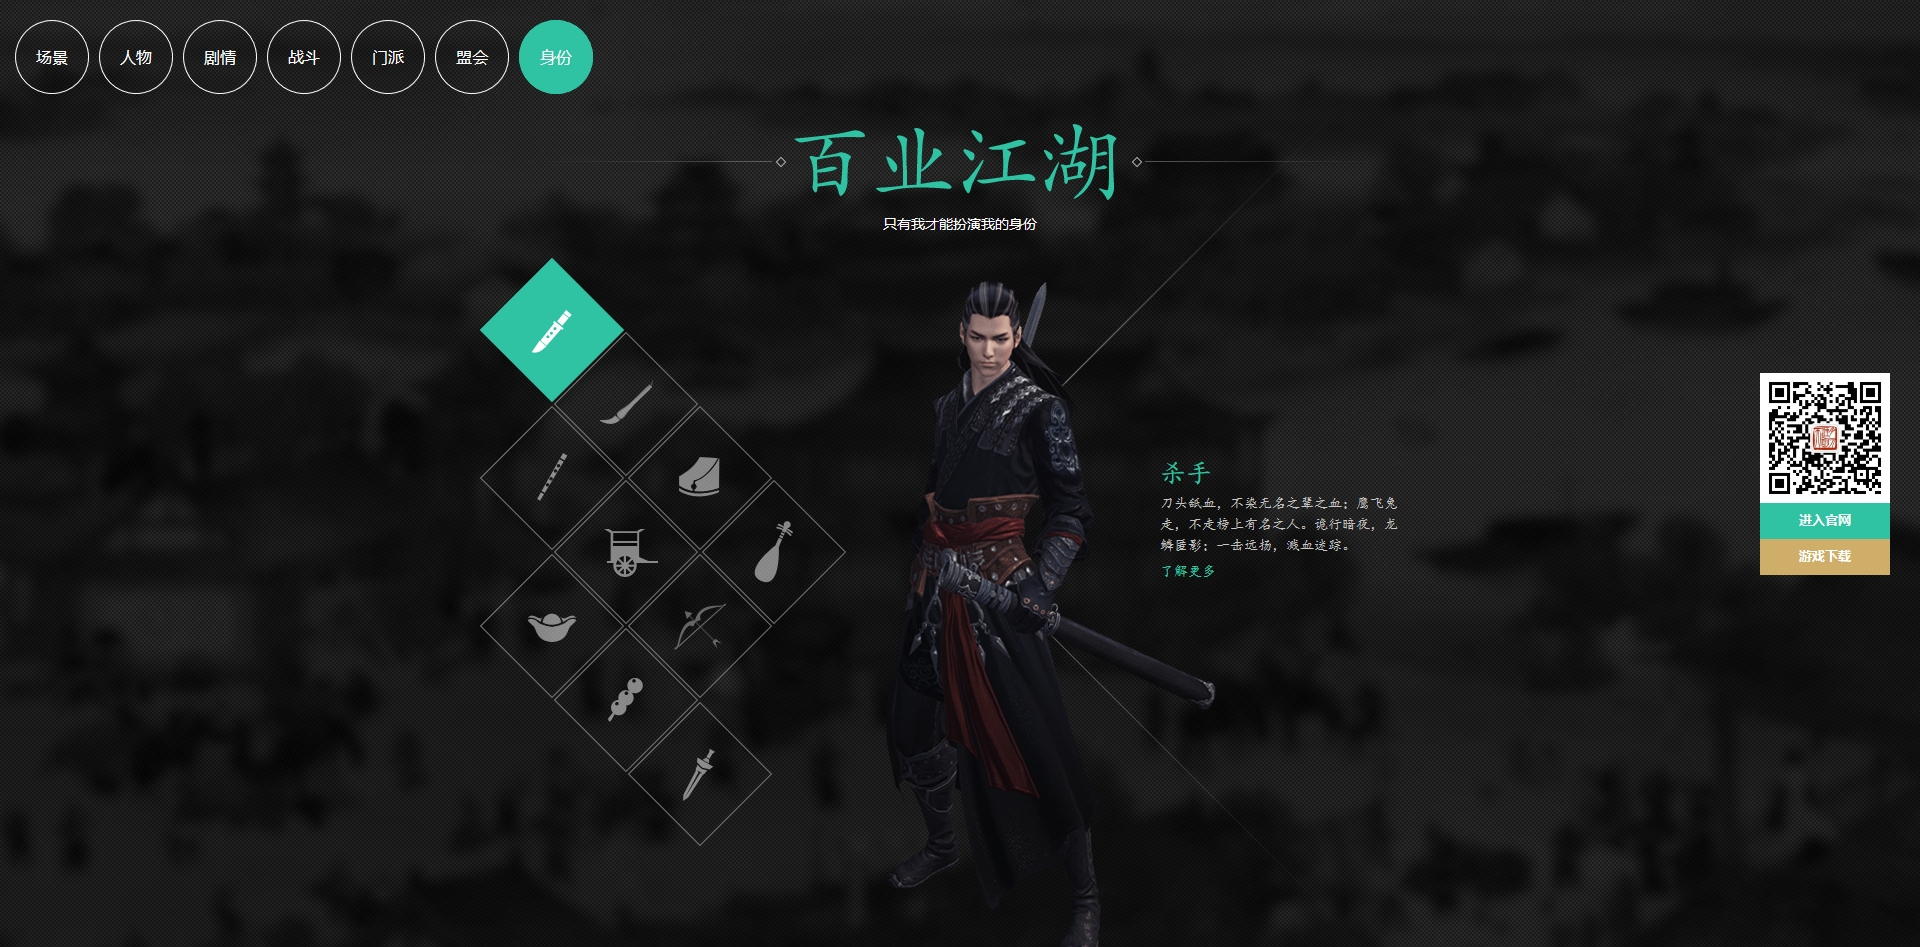 场景
人物
剧情
战斗
门派
盟会
身份
百业江湖
只有我才能扮演我的身份
杀手
刀头舐血，不染无名之辈之血；鹰飞兔
走，不走榜上有名之人。诡行暗夜，龙
鳞匿影；一击远扬，溅血迷踪。
了解更多
进入官网
游戏下载